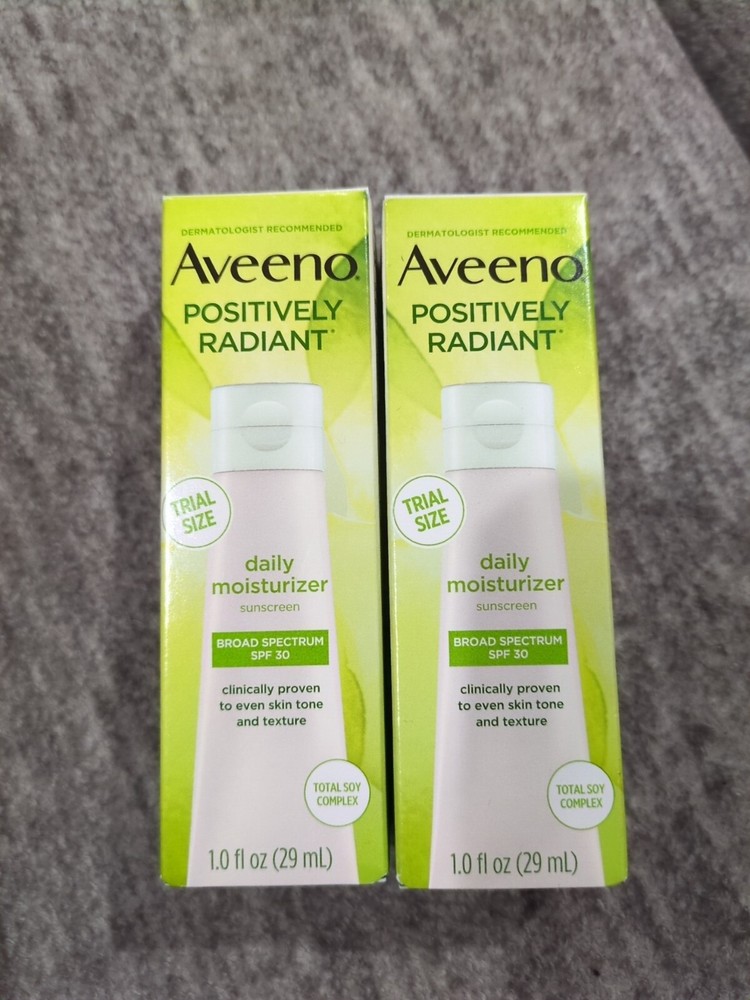 DERMATOLOGIST RECOMMENDED
Aveeno.
POSITIVELY
RADIANT®
TRIAL
SIZE
daily
moisturizer
sunscreen
BROAD SPECTRUM
SPF 30
clinically proven
to even skin tone
and texture
TOTAL SOY
COMPLEX
1.0 fl oz (29 mL)
DERMATOLOGIST RECOMMENDED
Aveeno
POSITIVELY
RADIANT®
TRIAL
SIZE
daily
moisturizer
sunscreen
BROAD SPECTRUM
SPF 30
clinically proven
to even skin tone
and texture
TOTAL SOY
COMPLEX
1.0 fl oz (29 mL)